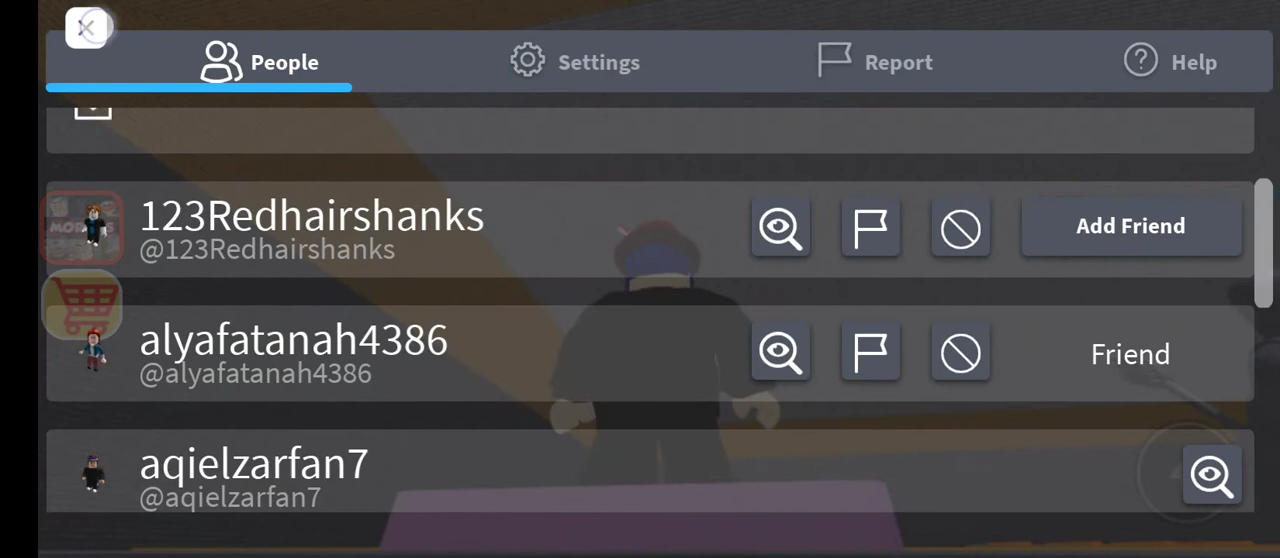 People
Settings
Report
Help
123Redhairshanks
@123Redhairshanks
Add Friend
alyafatanah4386
@alyafatanah4386
Friend
aqielzarfan7
@aqielzarfan7